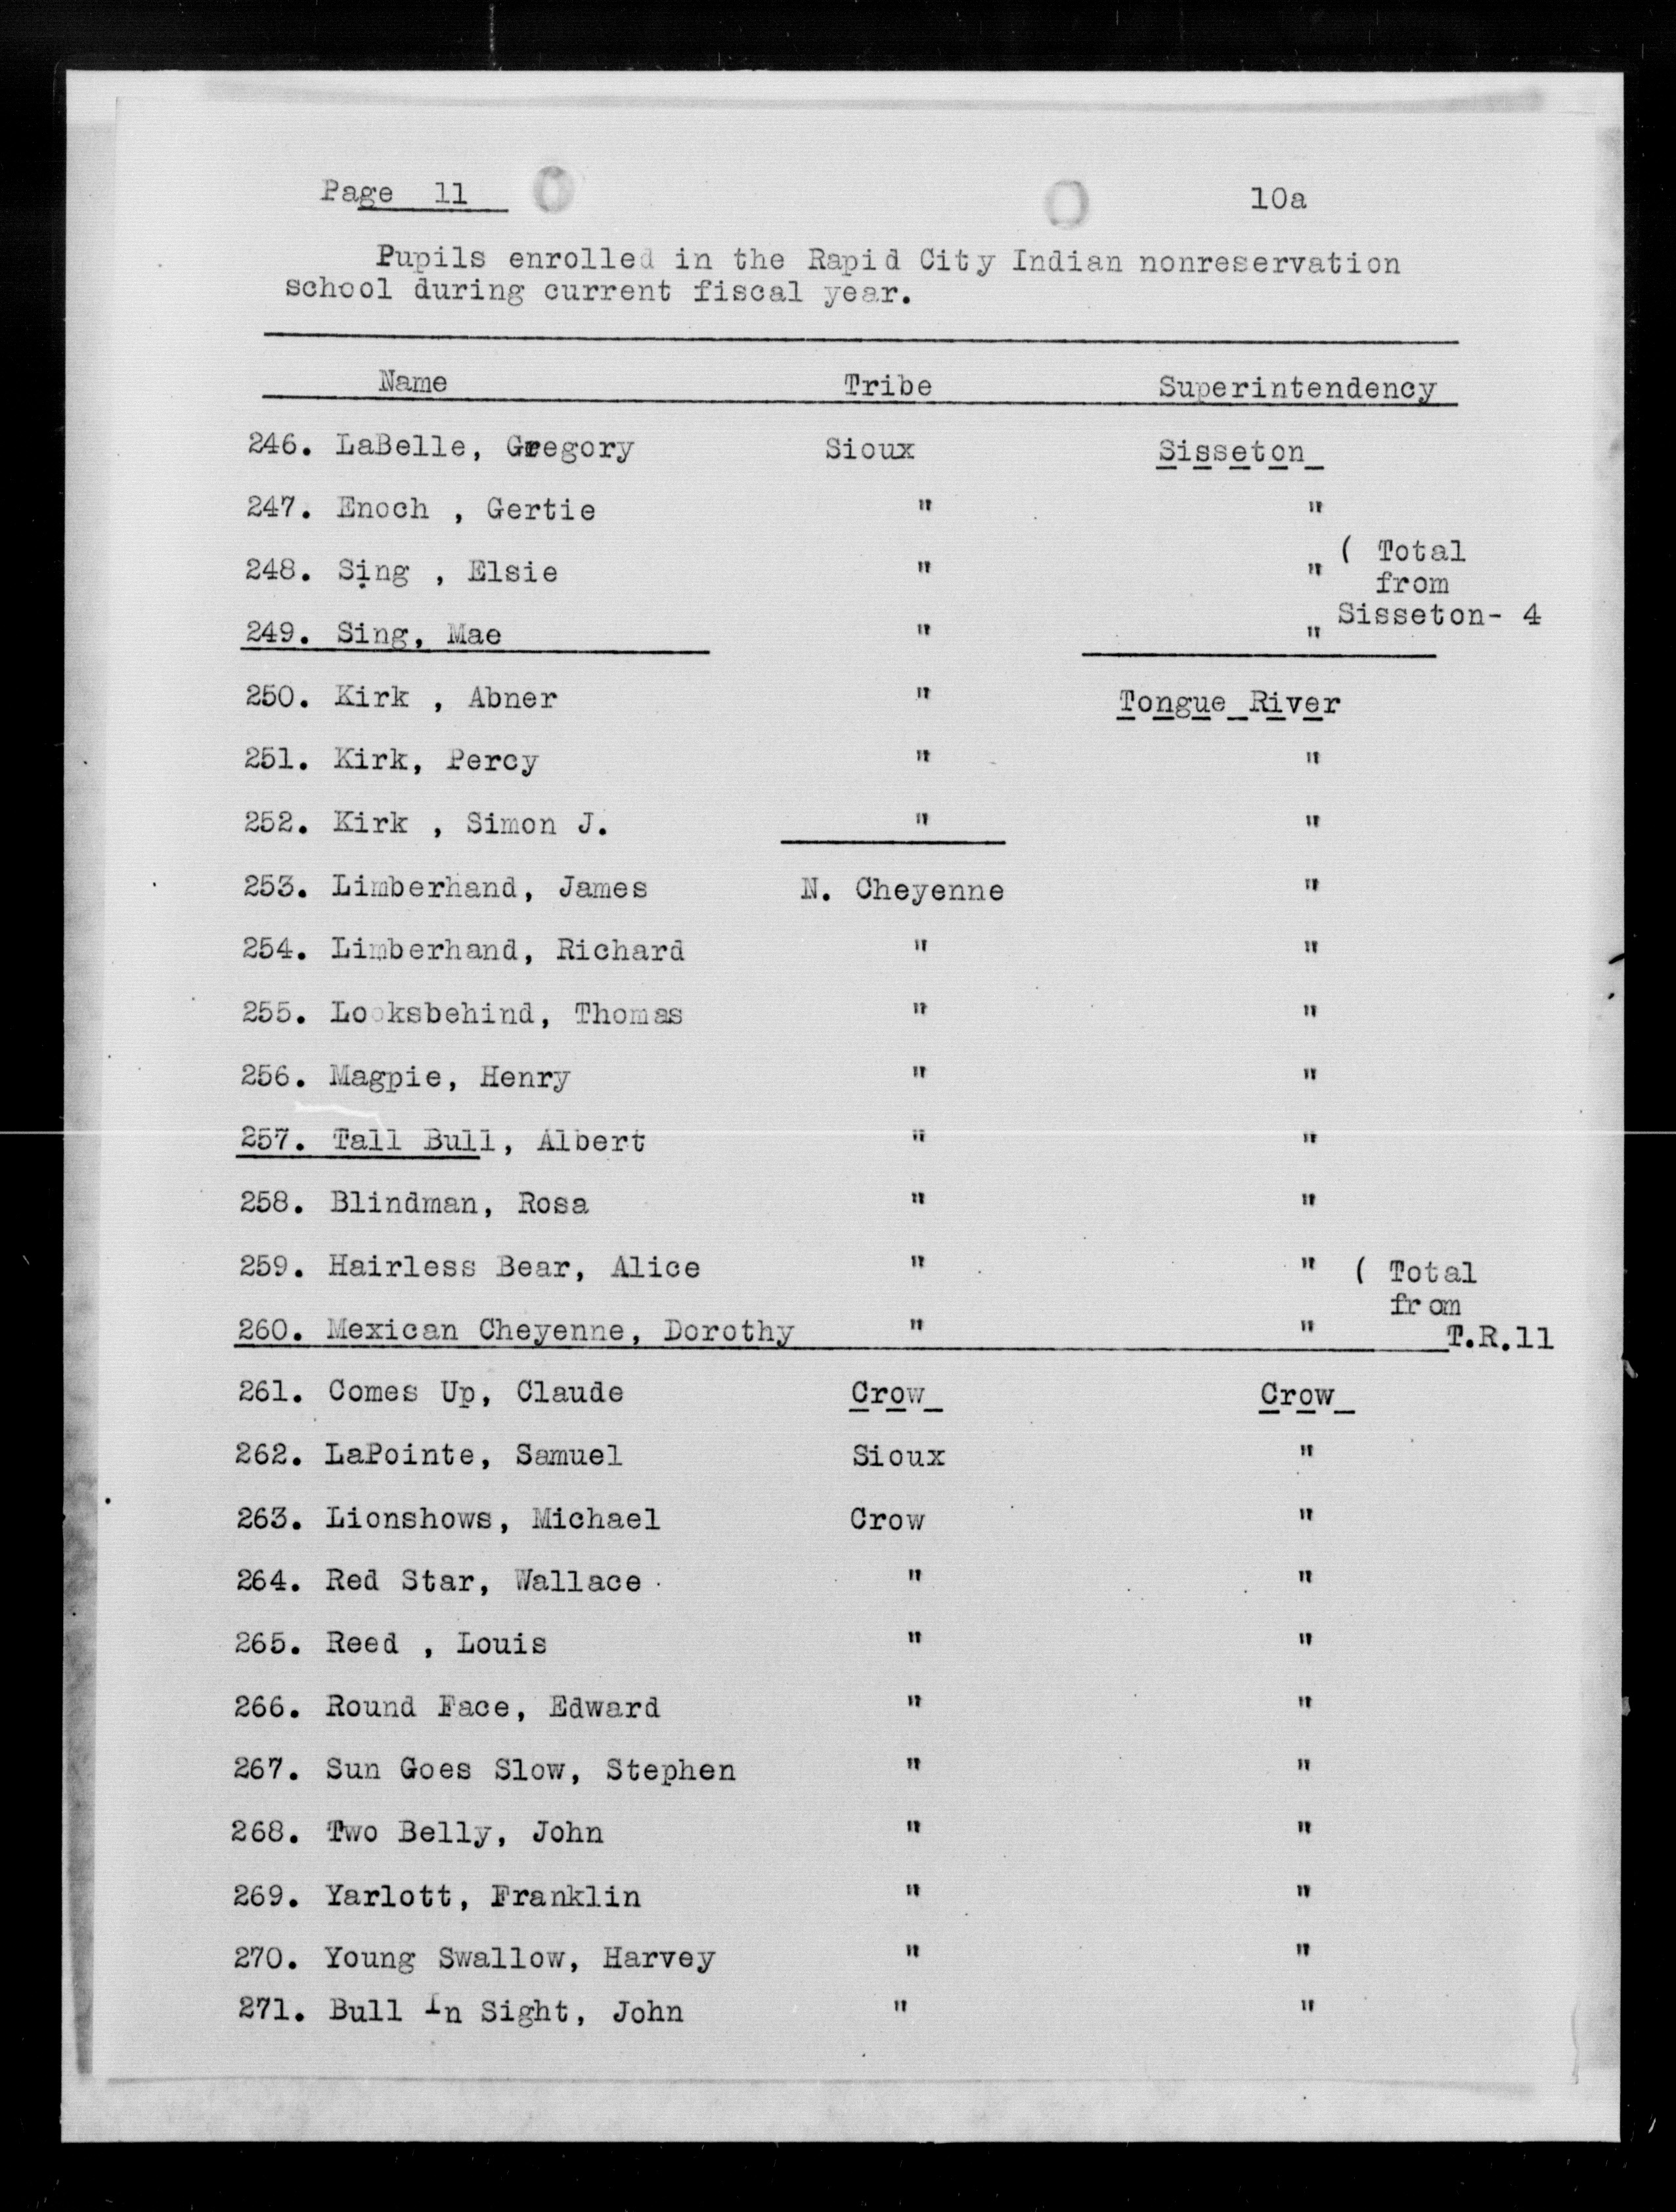 Page 11
10a
Pupils enrolled in the Rapid City Indian nonreservation
school during current fiscal year.
Name Tribe Superintendency
246. LaBelle, Gregory Sioux Sisseton
247. Enoch , Gertie " "
248. Sing , Elsie " " ( Total
from
249. Sing, Mae " " Sisseton- 4
250. Kirk , Abner " Tongue River
251. Kirk, Percy " "
252. Kirk , Simon J. " "
253. Limberhand, James N. Cheyenne "
254. Limberhand, Richard " "
255. Looksbehind, Thomas " "
256. Magpie, Henry " "
257. Tall Bull, Albert " "
258. Blindman, Rosa " "
259. Hairless Bear, Alice " " ( Total
from
260. Mexican Cheyenne, Dorothy " " T.R.11
261. Comes Up, Claude Crow Crow
262. LaPointe, Samuel Sioux "
263. Lionshows, Michael Crow "
264. Red Star, Wallace " "
265. Reed , Louis " "
266. Round Face, Edward " "
267. Sun Goes Slow, Stephen " "
268. Two Belly, John " "
269. Yarlott, Franklin " "
270. Young Swallow, Harvey " "
271. Bull In Sight, John " "